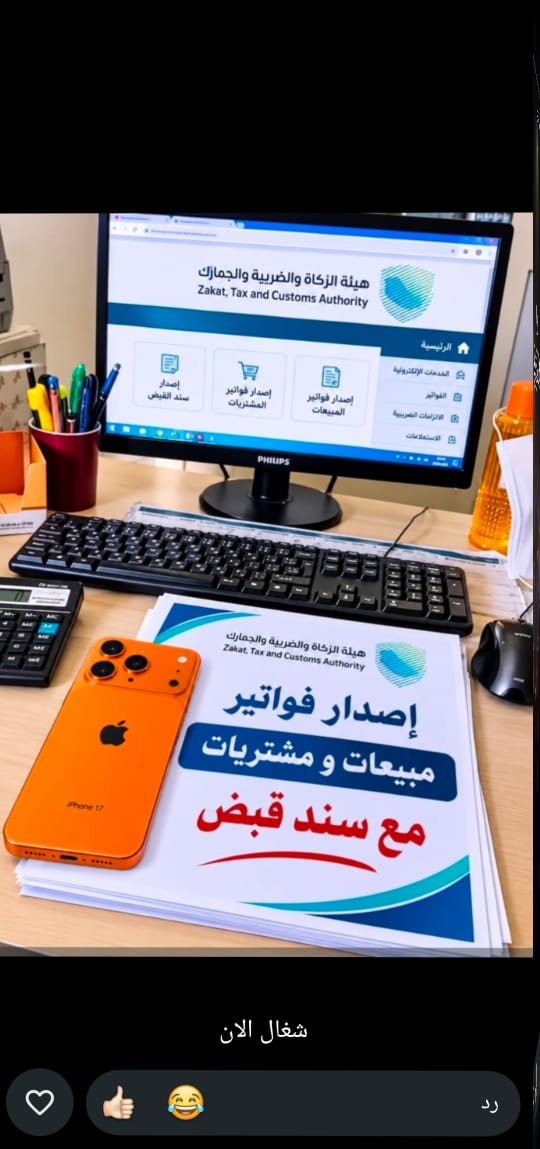 هيئة الزكاة والضريبة والجمارك
Zakat, Tax and Customs Authority
الرئيسية
الخدمات الإلكترونية
الفواتير
الالتزامات الضريبية
الاستعلامات
إصدار فواتير
المبيعات
إصدار فواتير
المشتريات
إصدار
سند القبض
PHILIPS
هيئة الزكاة والضريبة والجمارك
Zakat, Tax and Customs Authority
إصدار فواتير
مبيعات و مشتريات
مع سند قبض
iPhone 17
شغال الان
رد